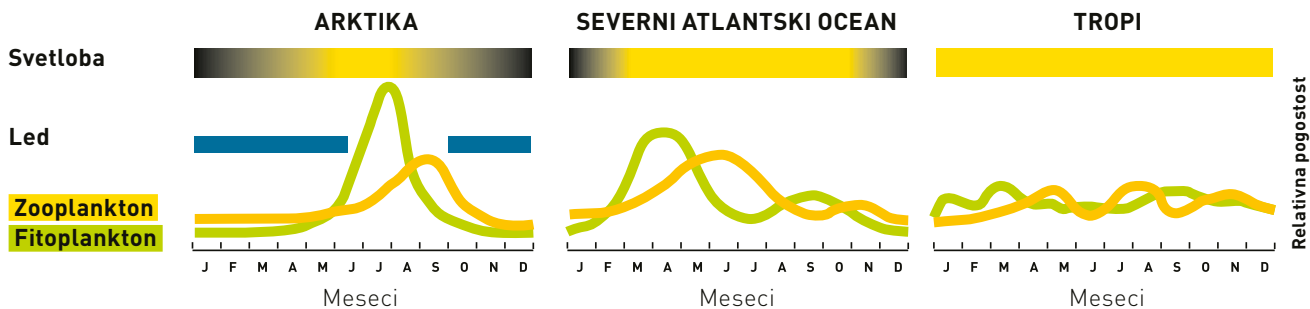 ARKTIKA
SEVERNI ATLANTSKI OCEAN
TROPI
Svetloba
Led
Zooplankton
Fitoplankton
Relativna pogostost
J F M A M J J A S O N D
J F M A M J J A S O N D
J F M A M J J A S O N D
Meseci
Meseci
Meseci